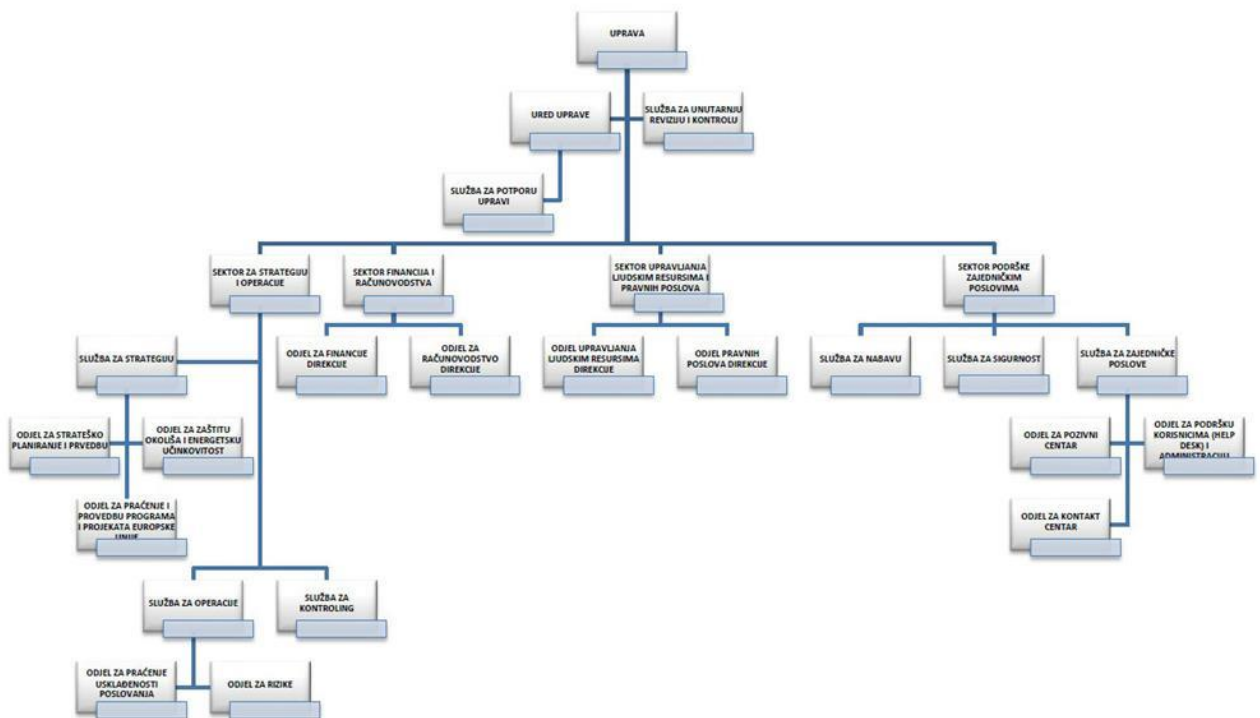 UPRAVA
URED UPRAVE
SLUŽBA ZA UNUTARNJU
REVIZIJU I KONTROLU
SLUŽBA ZA POTPORU
UPRAVI
SEKTOR ZA STRATEGIJU
I OPERACIJE
SEKTOR FINANCIJA I
RAČUNOVODSTVA
SEKTOR UPRAVLJANJA
LJUDSKIM RESURSIMA I
PRAVNIH POSLOVA
SEKTOR PODRŠKE
ZAJEDNIČKIM
POSLOVIMA
SLUŽBA ZA STRATEGIJU
ODJEL ZA FINANCIJE
DIREKCIJE
ODJEL ZA
RAČUNOVODSTVO
DIREKCIJE
ODJEL UPRAVLJANJA
LJUDSKIM RESURSIMA
DIREKCIJE
ODJEL PRAVNIH
POSLOVA DIREKCIJE
SLUŽBA ZA NABAVU
SLUŽBA ZA SIGURNOST
SLUŽBA ZA ZAJEDNIČKE
POSLOVE
ODJEL ZA STRATEŠKO
PLANIRANJE I PRVEDBU
ODJEL ZA ZAŠTITU
OKOLIŠA I ENERGETSKU
UČINKOVITOST
ODJEL ZA POZIVNI
CENTAR
ODJEL ZA PODRŠKU
KORISNICIMA (HELP
DESK) I
ADMINISTRACIJU
ODJEL ZA PRAĆENJE I
PROVEDBU PROGRAMA
I PROJEKATA EUROPSKE
UNIJE
ODJEL ZA KONTAKT
CENTAR
SLUŽBA ZA OPERACIJE
SLUŽBA ZA
KONTROLING
ODJEL ZA PRAĆENJE
USKLAĐENOSTI
POSLOVANJA
ODJEL ZA RIZIKE